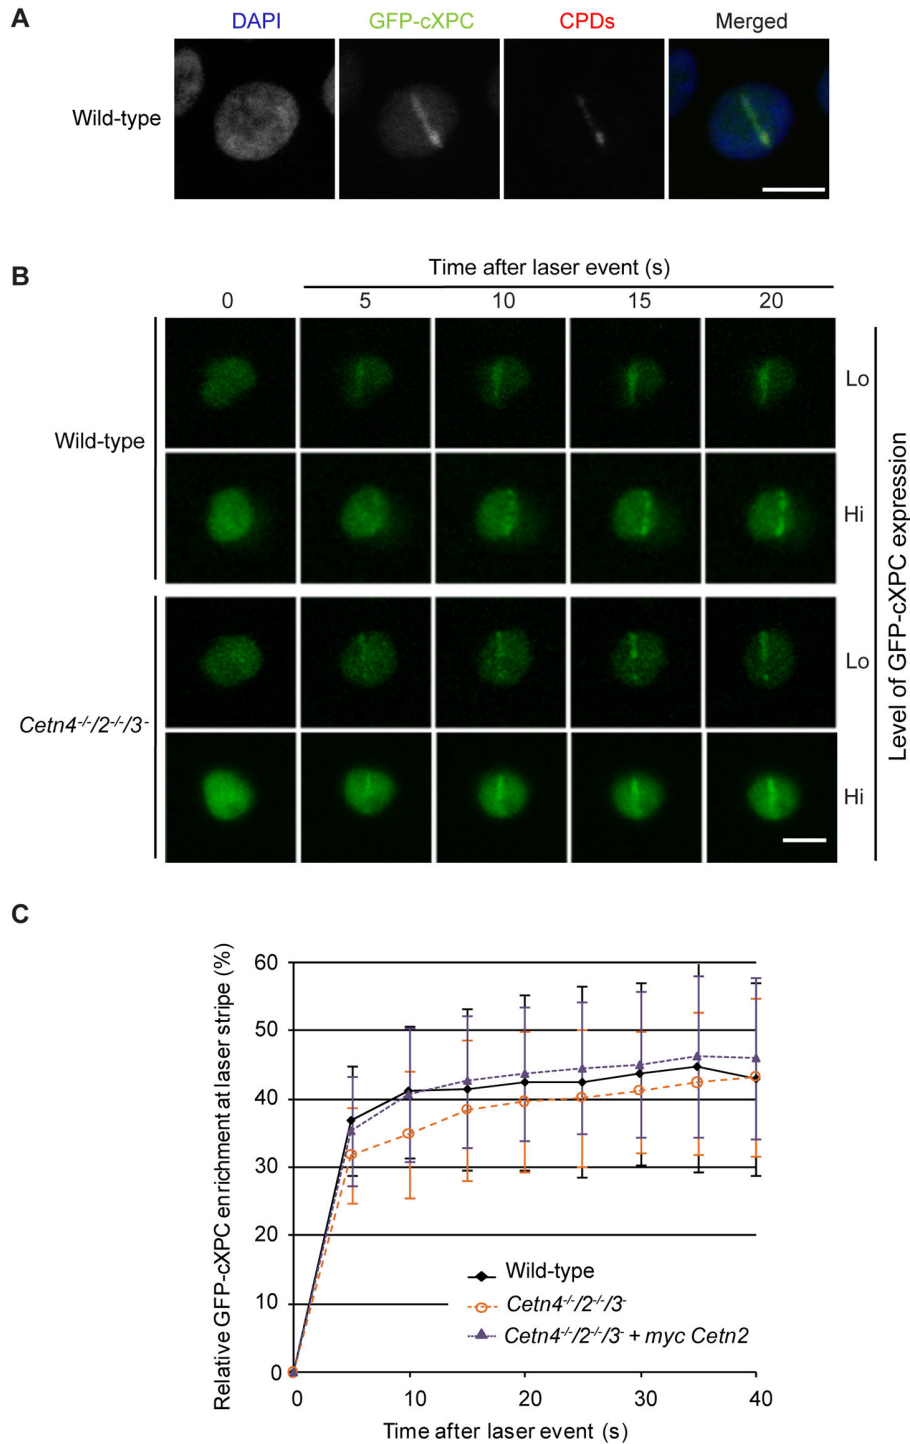 A
DAPI
GFP-cXPC
CPDs
Merged
Wild-type
B
Time after laser event (s)
0
5
10
15
20
Wild-type
Lo
Hi
Cetn4-/-/2-/-/3-
Lo
Hi
Level of GFP-cXPC expression
C
Relative GFP-cXPC enrichment at laser stripe (%)
60
50
40
30
20
10
0
Wild-type
Cetn4-/-/2-/-/3-
Cetn4-/-/2-/-/3- + myc Cetn2
0
10
20
30
40
Time after laser event (s)